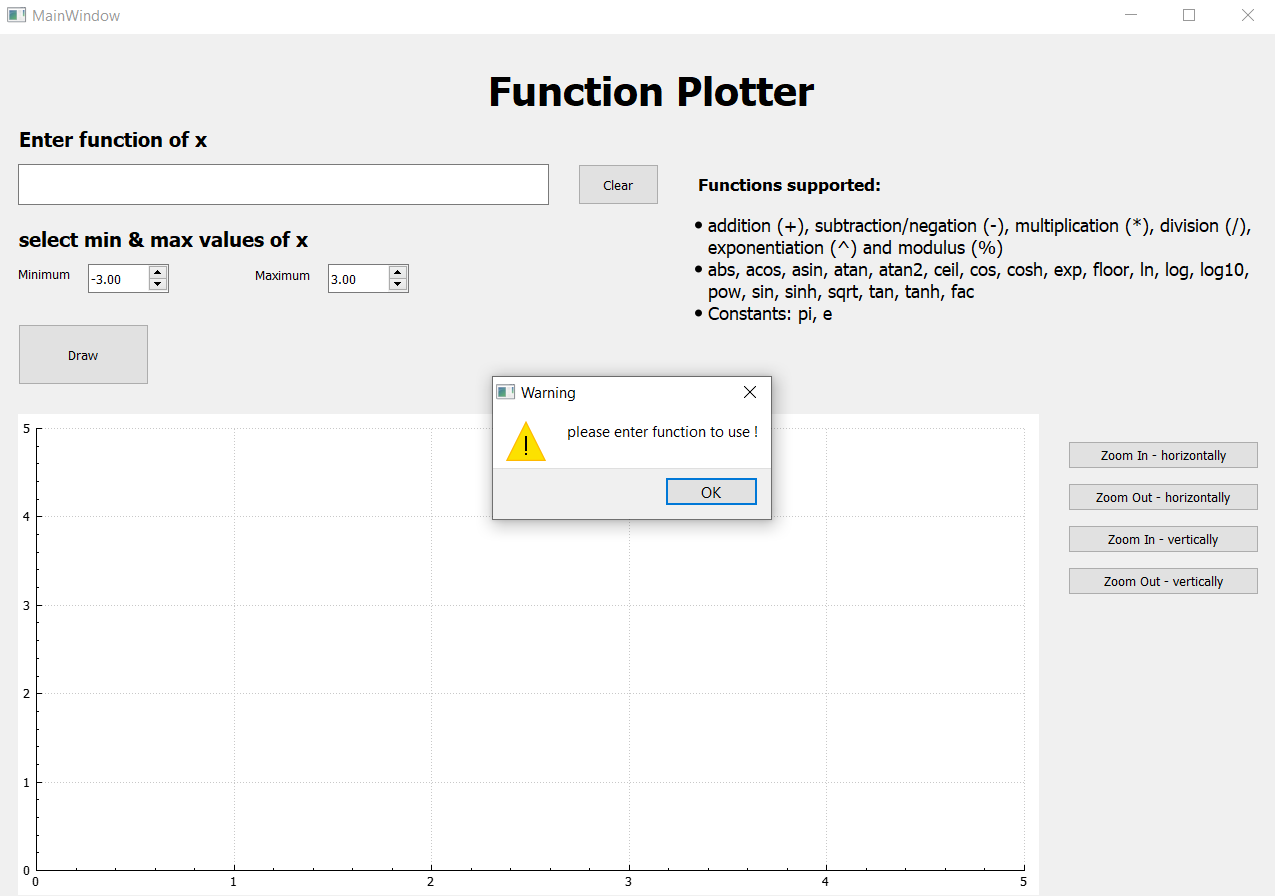 MainWindow
Function Plotter
Enter function of x
Clear
Functions supported:
• addition (+), subtraction/negation (-), multiplication (*), division (/),
exponentiation (^) and modulus (%)
• abs, acos, asin, atan, atan2, ceil, cos, cosh, exp, floor, ln, log, log10,
pow, sin, sinh, sqrt, tan, tanh, fac
• Constants: pi, e
select min & max values of x
Minimum
-3.00
Maximum
3.00
Draw
Warning
please enter function to use !
OK
Zoom In - horizontally
Zoom Out - horizontally
Zoom In - vertically
Zoom Out - vertically
5
4
3
2
1
0
0 1 2 3 4 5